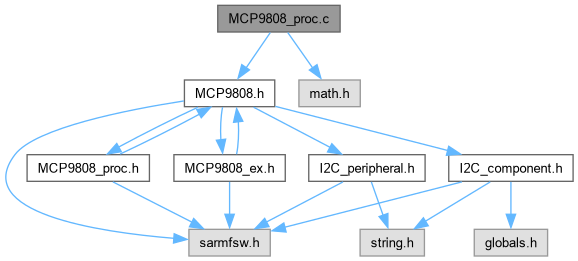 MCP9808_proc.c
MCP9808.h
math.h
MCP9808_proc.h
MCP9808_ex.h
I2C_peripheral.h
I2C_component.h
sarmfsw.h
string.h
globals.h